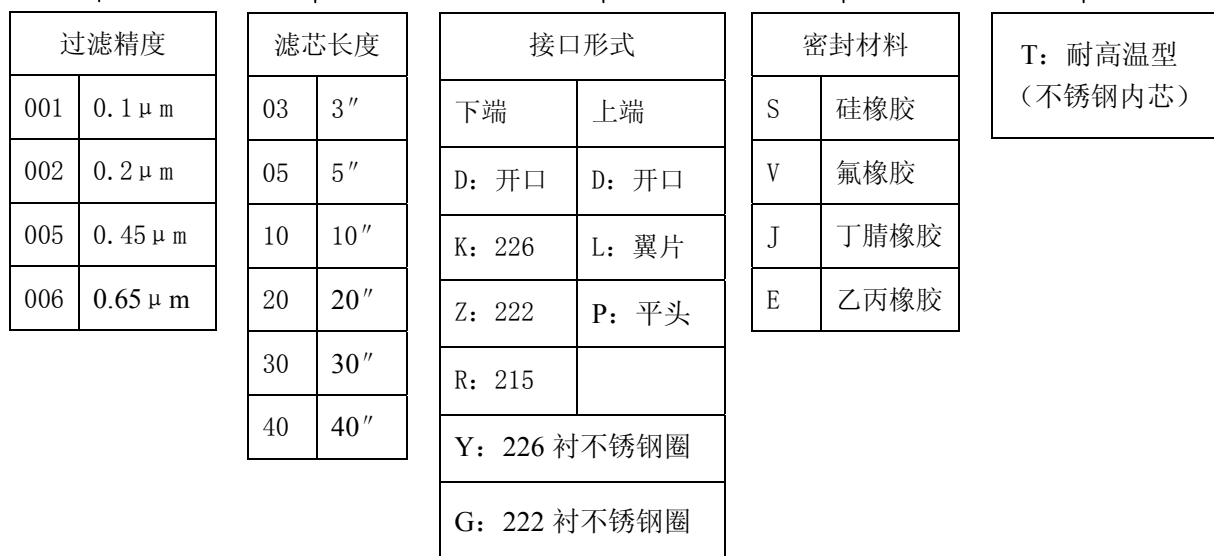 过滤精度
001 0.1μm
002 0.2μm
005 0.45μm
006 0.65μm
滤芯长度
03 3″
05 5″
10 10″
20 20″
30 30″
40 40″
接口形式
下端 上端
D：开口 D：开口
K：226 L：翼片
Z：222 P：平头
R：215
Y：226 衬不锈钢圈
G：222 衬不锈钢圈
密封材料
S 硅橡胶
V 氟橡胶
J 丁腈橡胶
E 乙丙橡胶
T：耐高温型
（不锈钢内芯）